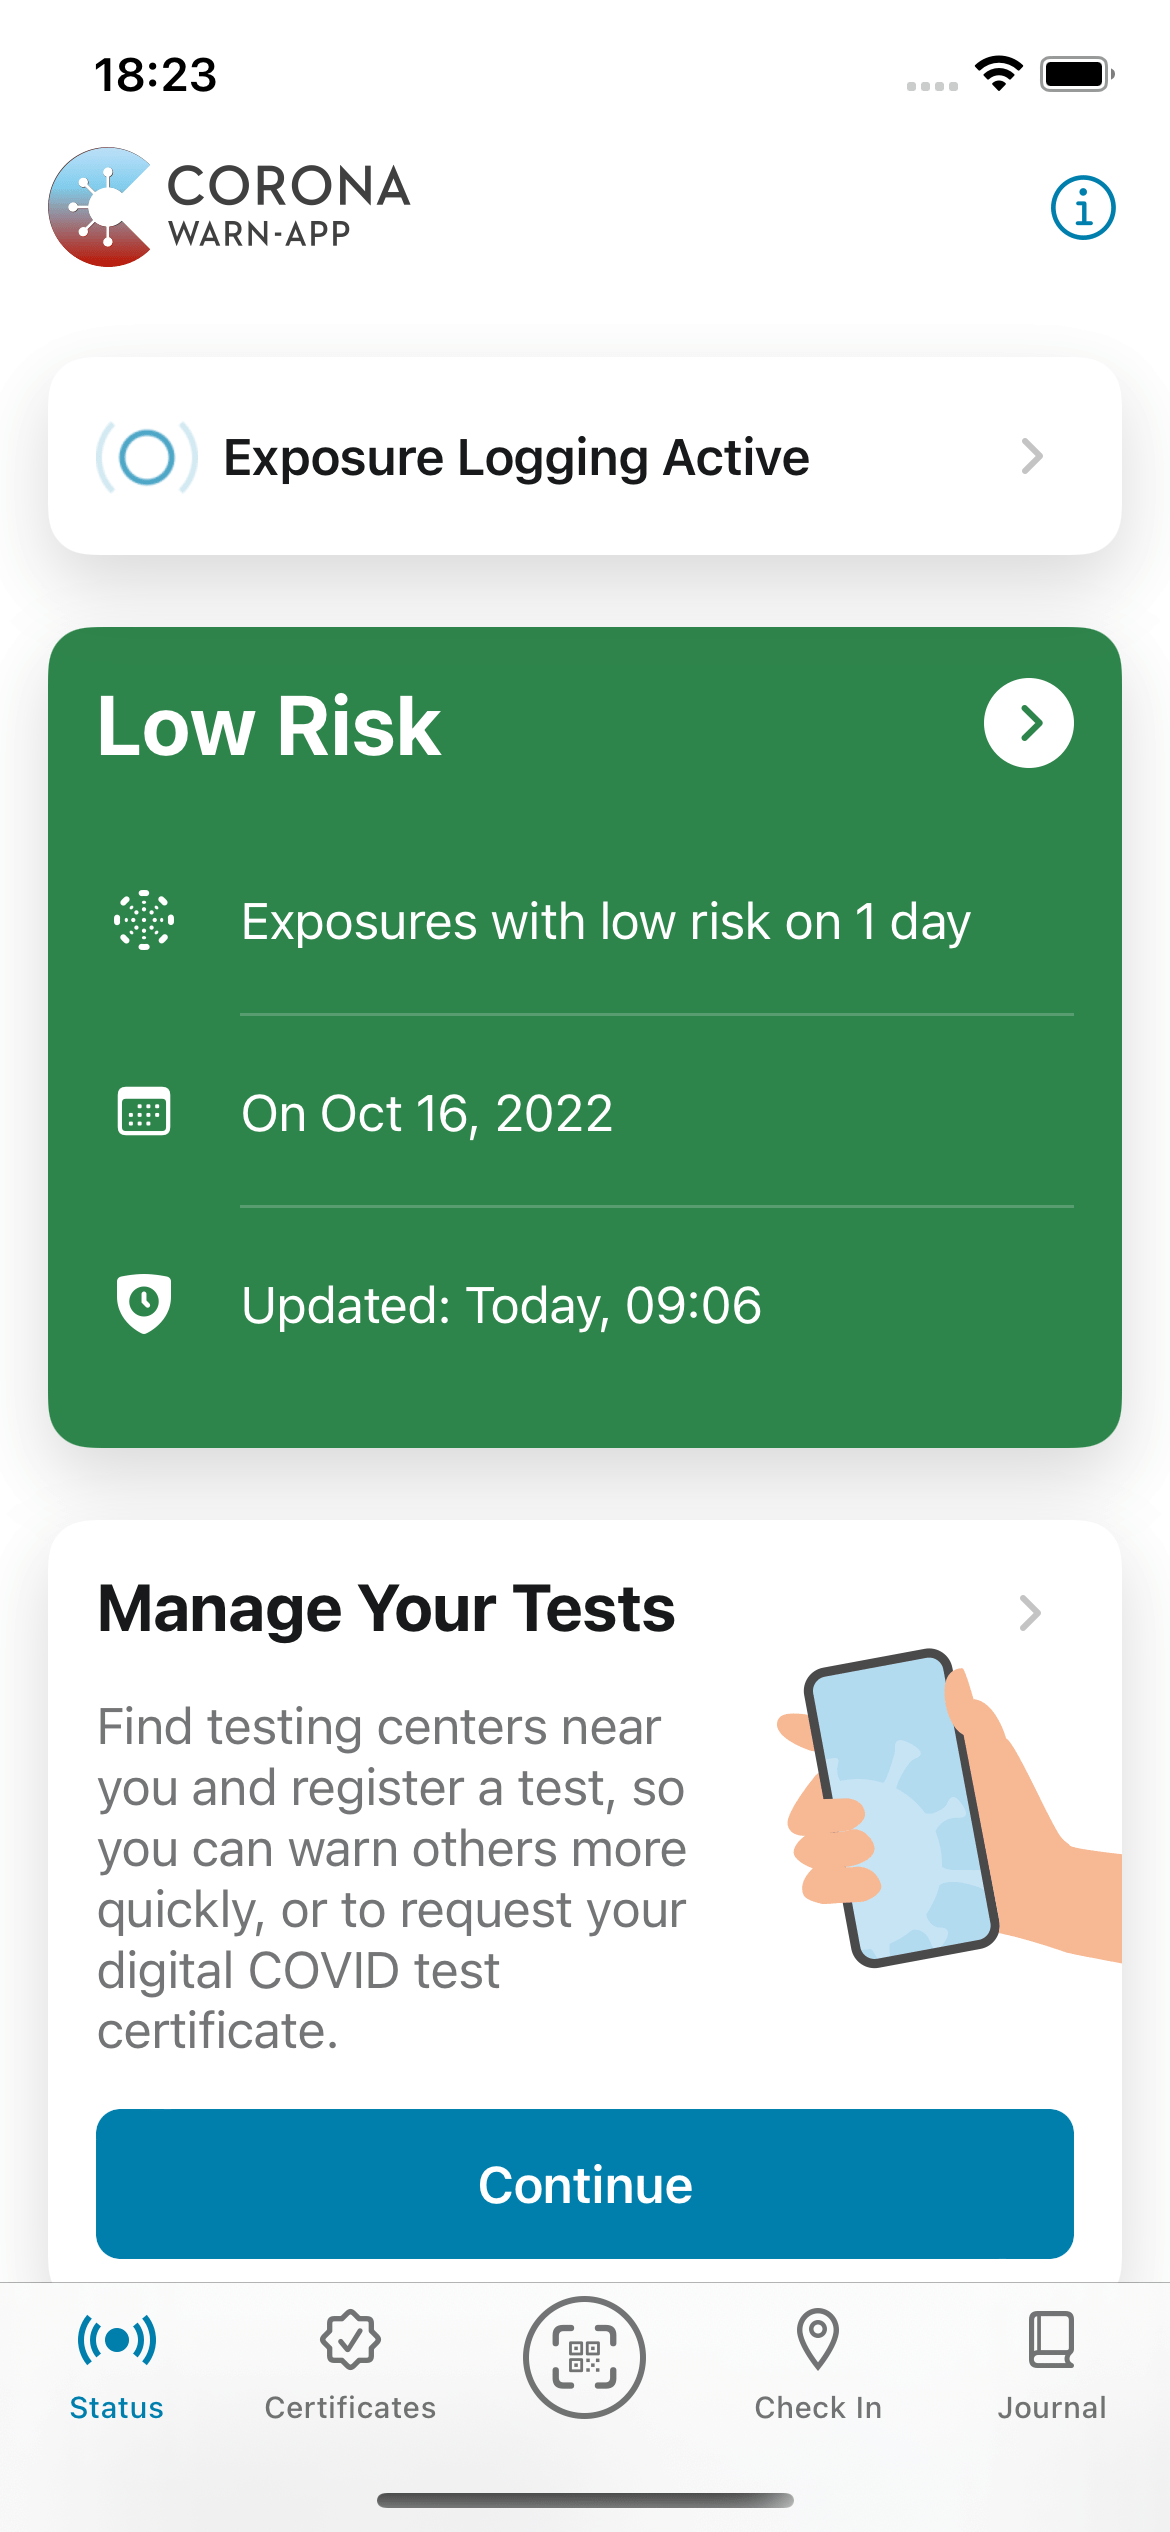 18:23
CORONA
WARN-APP
Exposure Logging Active
Low Risk
Exposures with low risk on 1 day
On Oct 16, 2022
Updated: Today, 09:06
Manage Your Tests
Find testing centers near
you and register a test, so
you can warn others more
quickly, or to request your
digital COVID test
certificate.
Continue
Status
Certificates
Check In
Journal